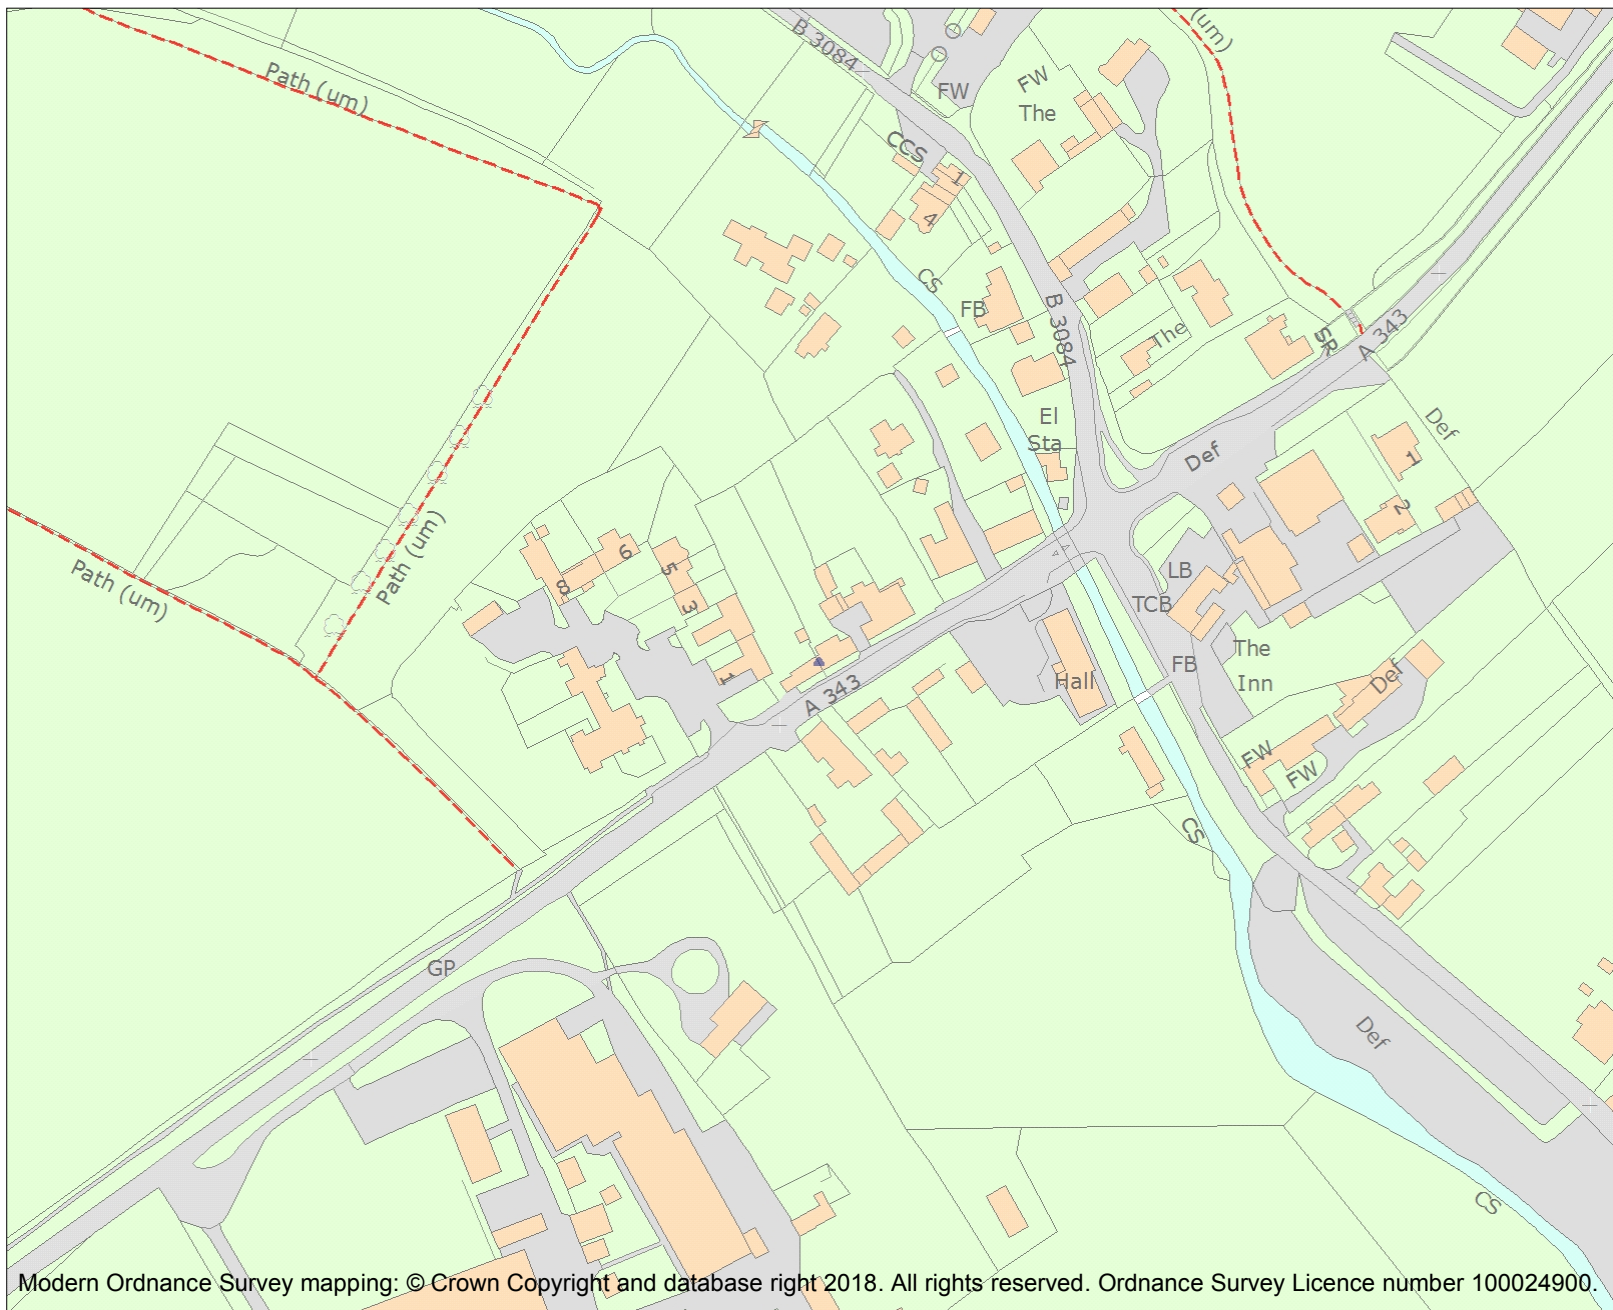 B 3084
(um)
Path (um)
FW
FW
The
CCS
1
4
CS
FB
B 3084
The
SR
A 343
El
Sta
Def
Def
1
2
Path (um)
Path (um)
6
8
5
3
1
LB
TCB
The
Inn
FB
Hall
A 343
Def
FW
FW
CS
GP
Def
CS
Modern Ordnance Survey mapping: © Crown Copyright and database right 2018. All rights reserved. Ordnance Survey Licence number 100024900.